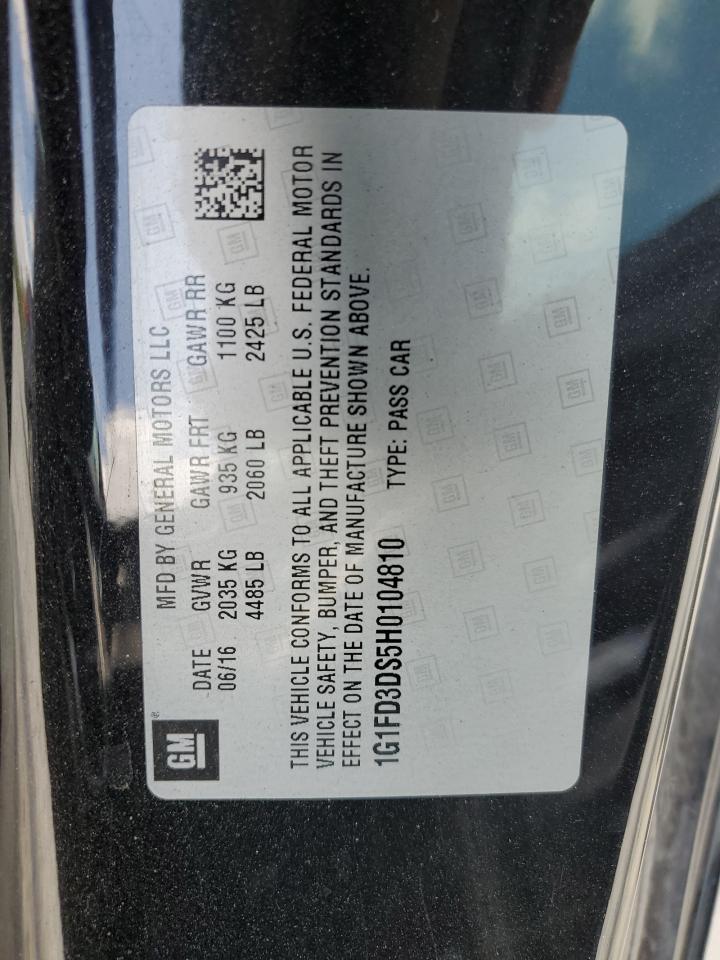 GM®
MFD BY GENERAL MOTORS LLC
DATE GVWR GAWR FRT GAWR RR
06/16 2035 KG 935 KG 1100 KG
4485 LB 2060 LB 2425 LB
THIS VEHICLE CONFORMS TO ALL APPLICABLE U.S. FEDERAL MOTOR
VEHICLE SAFETY, BUMPER, AND THEFT PREVENTION STANDARDS IN
EFFECT ON THE DATE OF MANUFACTURE SHOWN ABOVE.
1G1FD3DS5H0104810 TYPE: PASS CAR